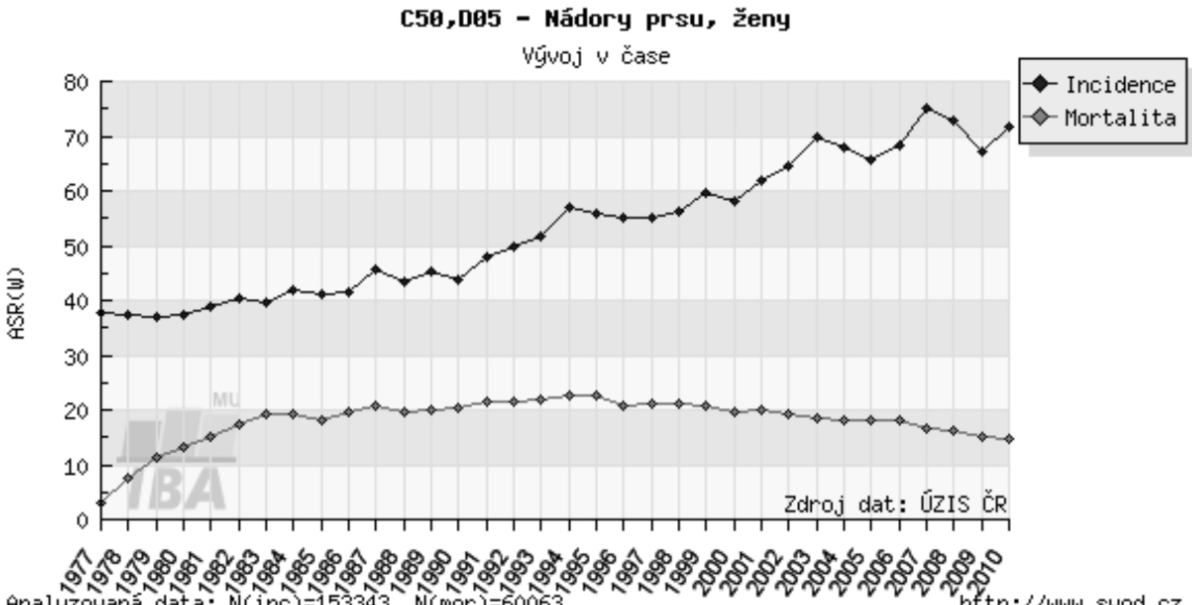 C50,D05 - Nádory prsu, ženy
Vývoj v čase
Incidence
Mortalita
80
70
60
50
40
30
20
10
0
ASR(W)
MU
IBA
Zdroj dat: ÚZIS ČR
1977 1978 1979 1980 1981 1982 1983 1984 1985 1986 1987 1988 1989 1990 1991 1992 1993 1994 1995 1996 1997 1998 1999 2000 2001 2002 2003 2004 2005 2006 2007 2008 2009 2010
Analuzovaná data: N(inc)=153343, N(mor)=60063
http://www.svod.cz